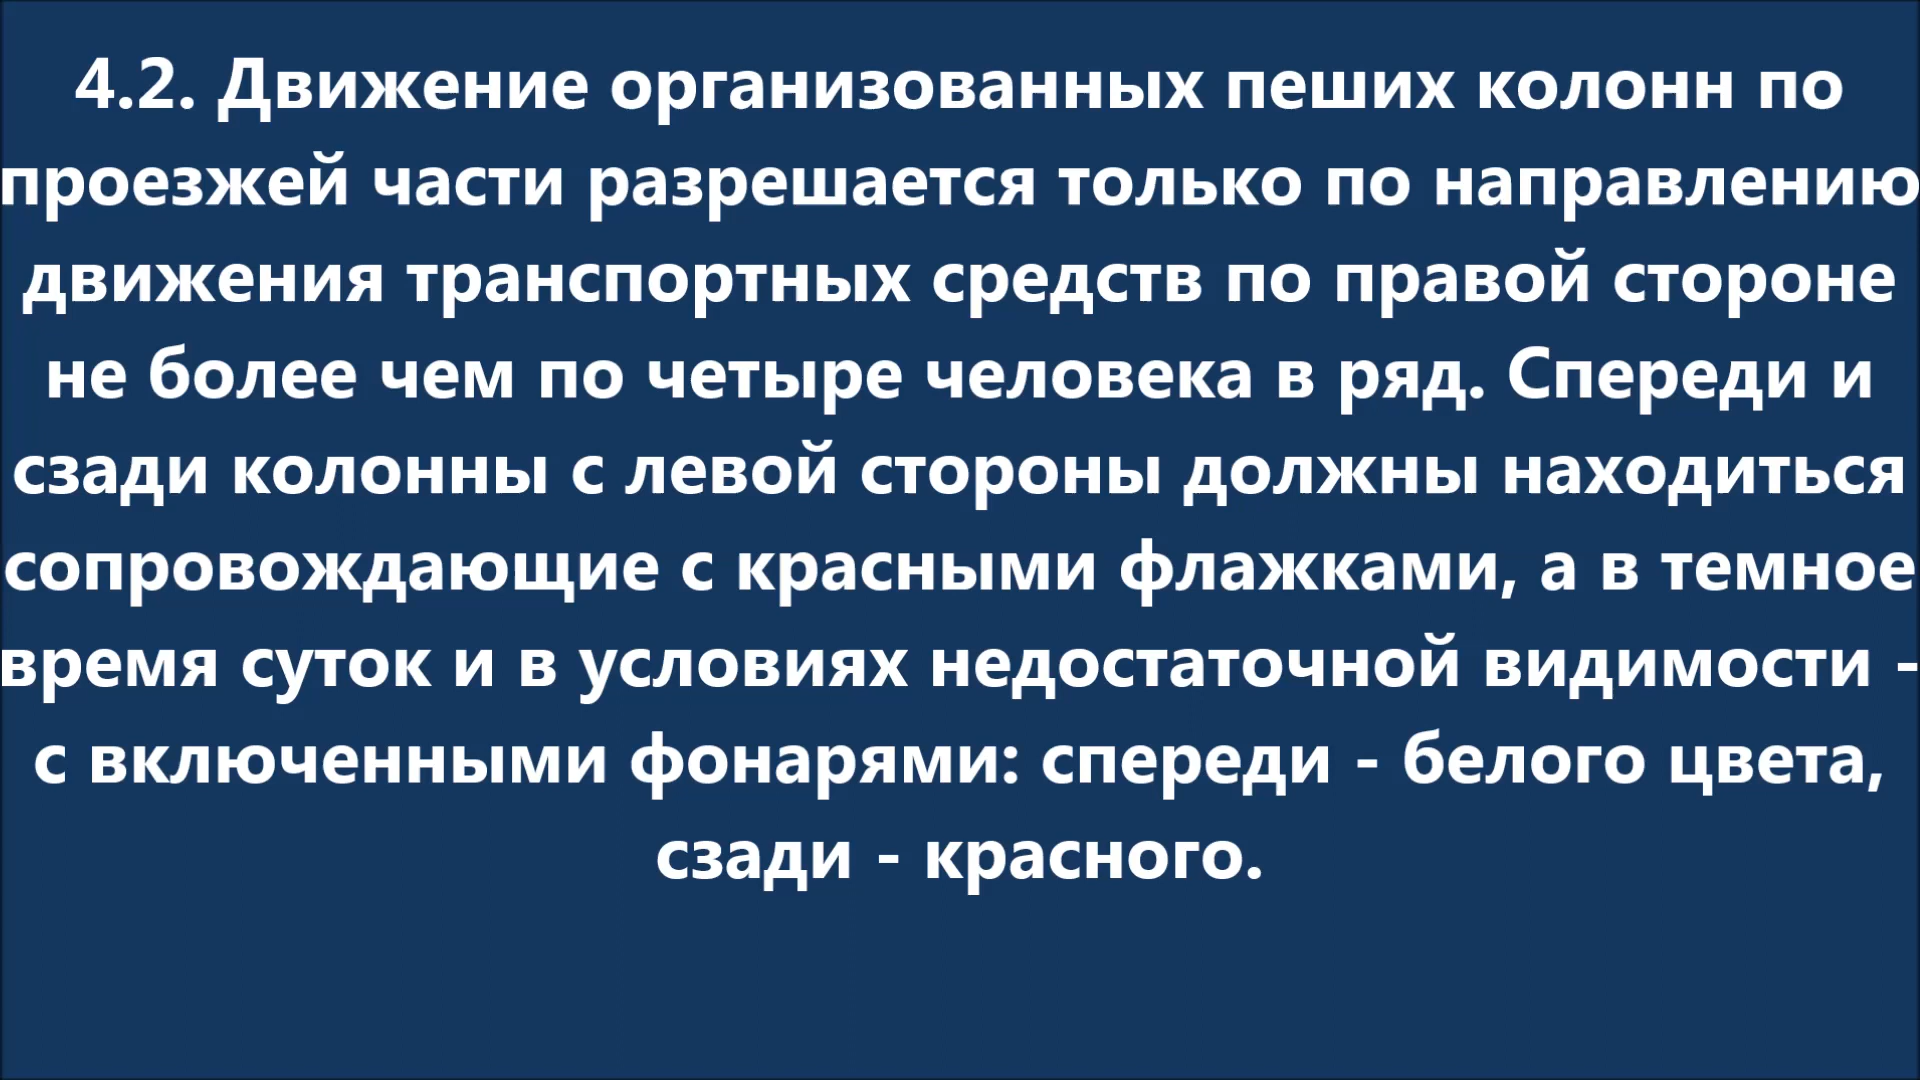 4.2. Движение организованных пеших колонн по
проезжей части разрешается только по направлению
движения транспортных средств по правой стороне
не более чем по четыре человека в ряд. Спереди и
сзади колонны с левой стороны должны находиться
сопровождающие с красными флажками, а в темное
время суток и в условиях недостаточной видимости -
с включенными фонарями: спереди - белого цвета,
сзади - красного.